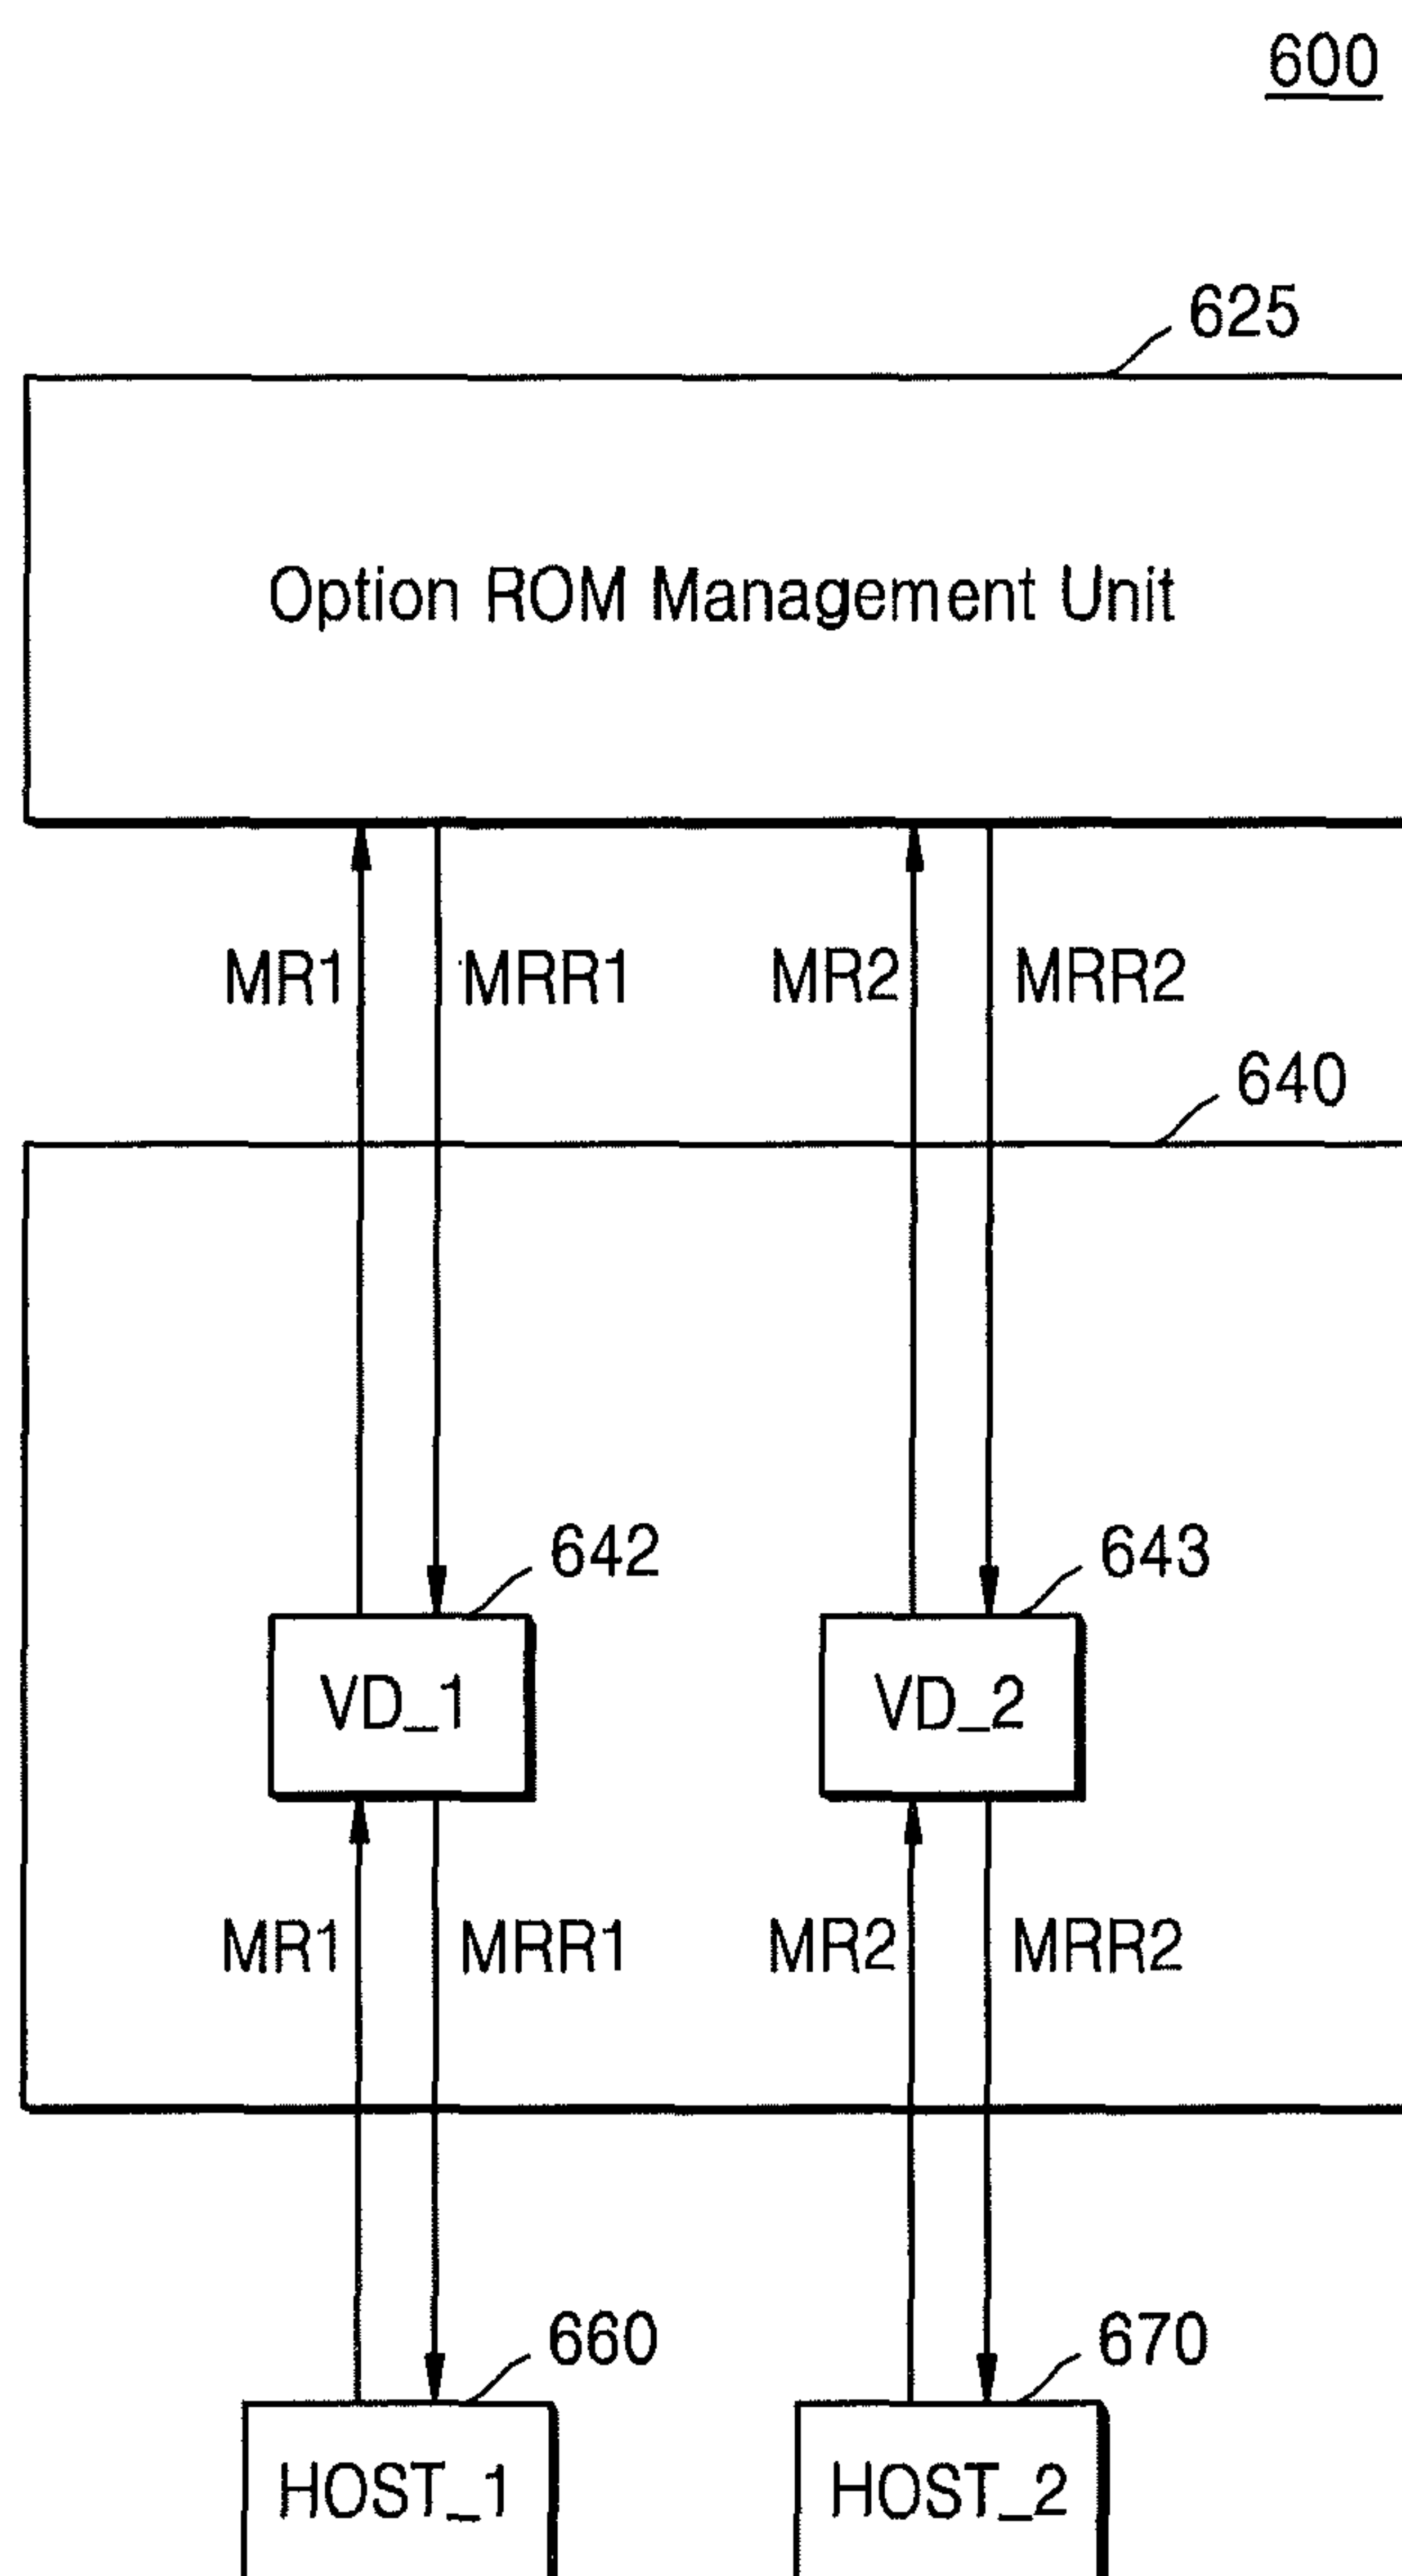 600
625
Option ROM Management Unit
MR1 MRR1 MR2 MRR2
640
642 643
VD_1 VD_2
MR1 MRR1 MR2 MRR2
660 670
HOST_1 HOST_2